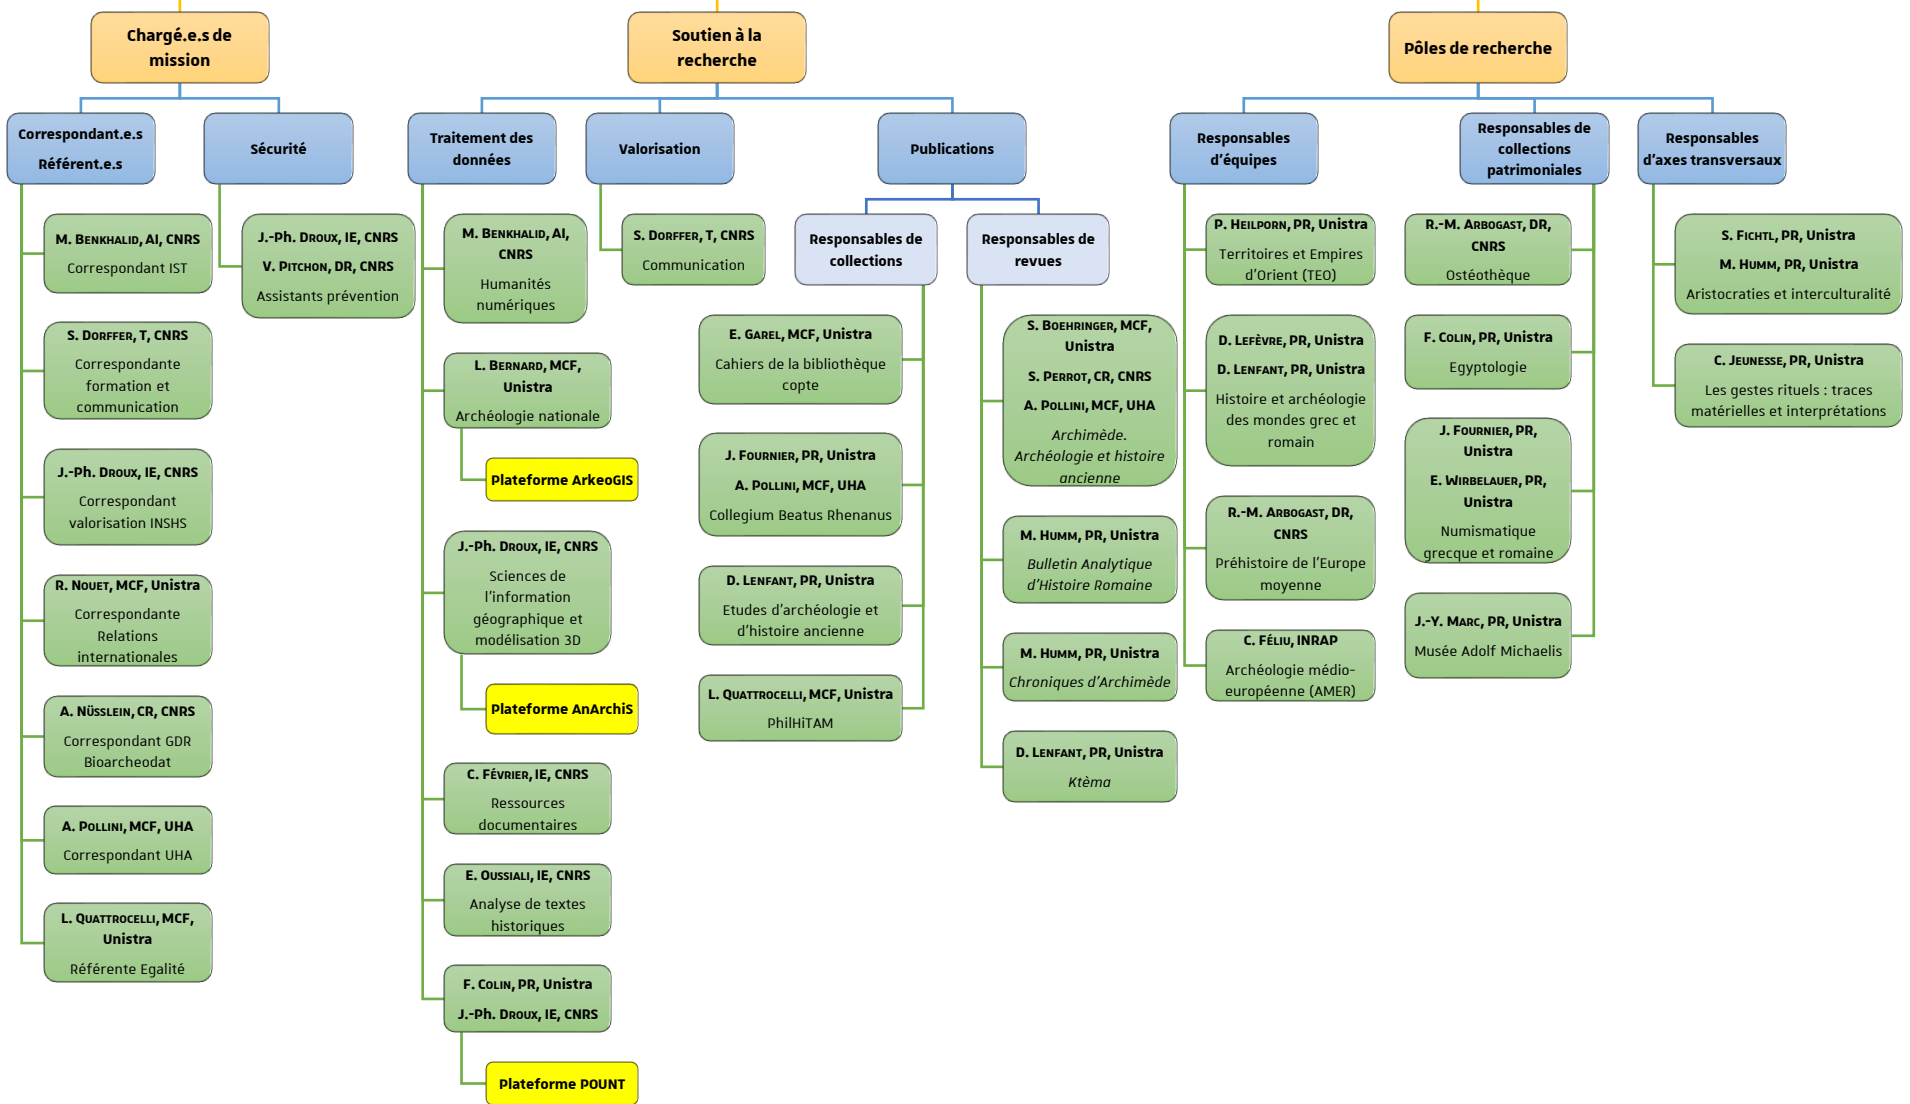 Chargé.e.s de
mission
Correspondant.e.s
Référent.e.s
M. BENKHALID, AI, CNRS
Correspondant IST
S. DORFFER, T, CNRS
Correspondante
formation et
communication
J.-Ph. DROUX, IE, CNRS
Correspondant
valorisation INSHS
R. NOUET, MCF, Unistra
Correspondante
Relations
internationales
A. NÜSSLEIN, CR, CNRS
Correspondant GDR
Bioarcheodat
A. POLLINI, MCF, UHA
Correspondant UHA
L. QUATTROCELLI, MCF,
Unistra
Référente Egalité
Sécurité
J.-Ph. DROUX, IE, CNRS
V. PITCHON, DR, CNRS
Assistants prévention
Soutien à la
recherche
Traitement des
données
M. BENKHALID, AI,
CNRS
Humanités
numériques
L. BERNARD, MCF,
Unistra
Archéologie nationale
Plateforme ArkeoGIS
J.-Ph. DROUX, IE, CNRS
Sciences de
l'information
géographique et
modélisation 3D
Plateforme AnArchiS
C. FÉVRIER, IE, CNRS
Ressources
documentaires
E. OUSSIALI, IE, CNRS
Analyse de textes
historiques
F. COLIN, PR, Unistra
J.-Ph. DROUX, IE, CNRS
Plateforme POUNT
Valorisation
S. DORFFER, T, CNRS
Communication
Publications
Responsables de
collections
E. GAREL, MCF, Unistra
Cahiers de la bibliothèque
copte
J. FOURNIER, PR, Unistra
A. POLLINI, MCF, UHA
Collegium Beatus Rhenanus
D. LENFANT, PR, Unistra
Etudes d'archéologie et
d'histoire ancienne
L. QUATTROCELLI, MCF, Unistra
PhilHiTAM
Responsables de
revues
S. BOEHRINGER, MCF,
Unistra
S. PERROT, CR, CNRS
A. POLLINI, MCF, UHA
Archimède.
Archéologie et histoire
ancienne
M. HUMM, PR, Unistra
Bulletin Analytique
d'Histoire Romaine
M. HUMM, PR, Unistra
Chroniques d'Archimède
D. LENFANT, PR, Unistra
Ktèma
Pôles de recherche
Responsables
d'équipes
P. HEILPORN, PR, Unistra
Territoires et Empires
d'Orient (TEO)
D. LEFÈVRE, PR, Unistra
D. LENFANT, PR, Unistra
Histoire et archéologie
des mondes grec et
romain
R.-M. ARBOGAST, DR,
CNRS
Préhistoire de l'Europe
moyenne
C. FÉLIU, INRAP
Archéologie médio-
européenne (AMER)
Responsables de
collections
patrimoniales
R.-M. ARBOGAST, DR,
CNRS
Ostéothèque
F. COLIN, PR, Unistra
Egyptologie
J. FOURNIER, PR,
Unistra
E. WIRBELAUER, PR,
Unistra
Numismatique
grecque et romaine
J.-Y. MARC, PR, Unistra
Musée Adolf Michaelis
Responsables
d'axes transversaux
S. FICHTL, PR, Unistra
M. HUMM, PR, Unistra
Aristocraties et interculturalité
C. JEUNESSE, PR, Unistra
Les gestes rituels : traces
matérielles et interprétations